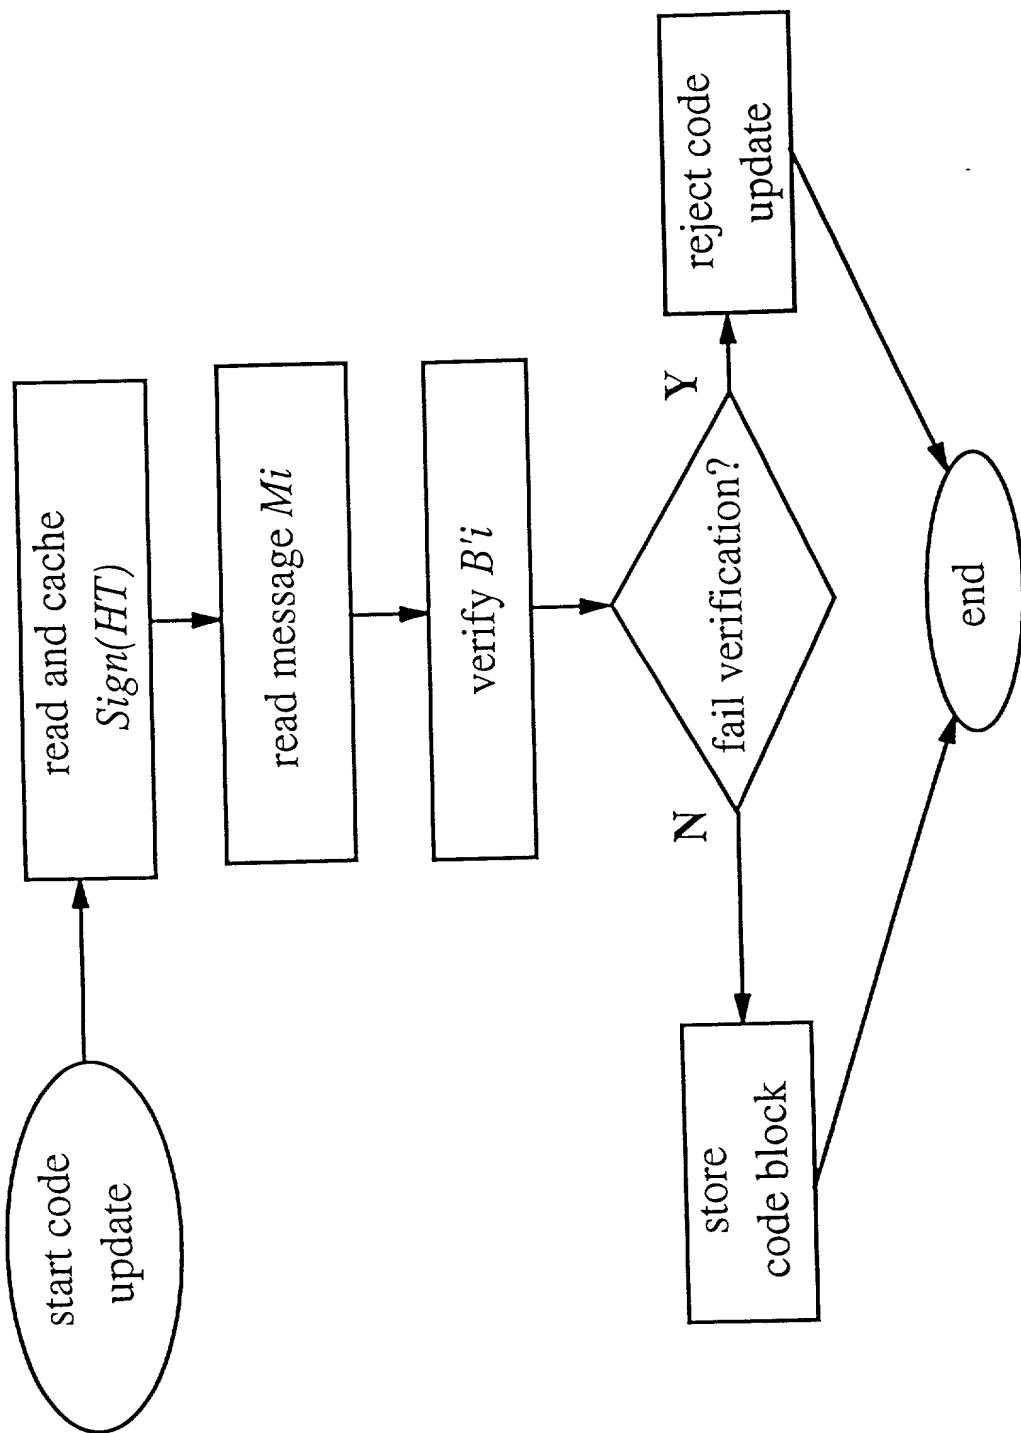 start code
update
read and cache
Sign(HT)
read message Mi
verify B'i
fail verification?
N
Y
store
code block
reject code
update
end